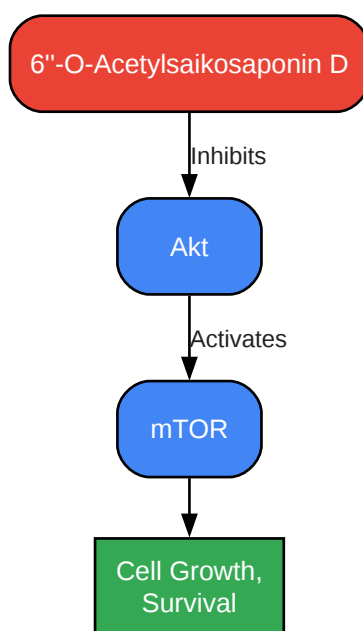 6''-O-Acetylsaikosaponin D
Inhibits
Akt
Activates
mTOR
Cell Growth,
Survival